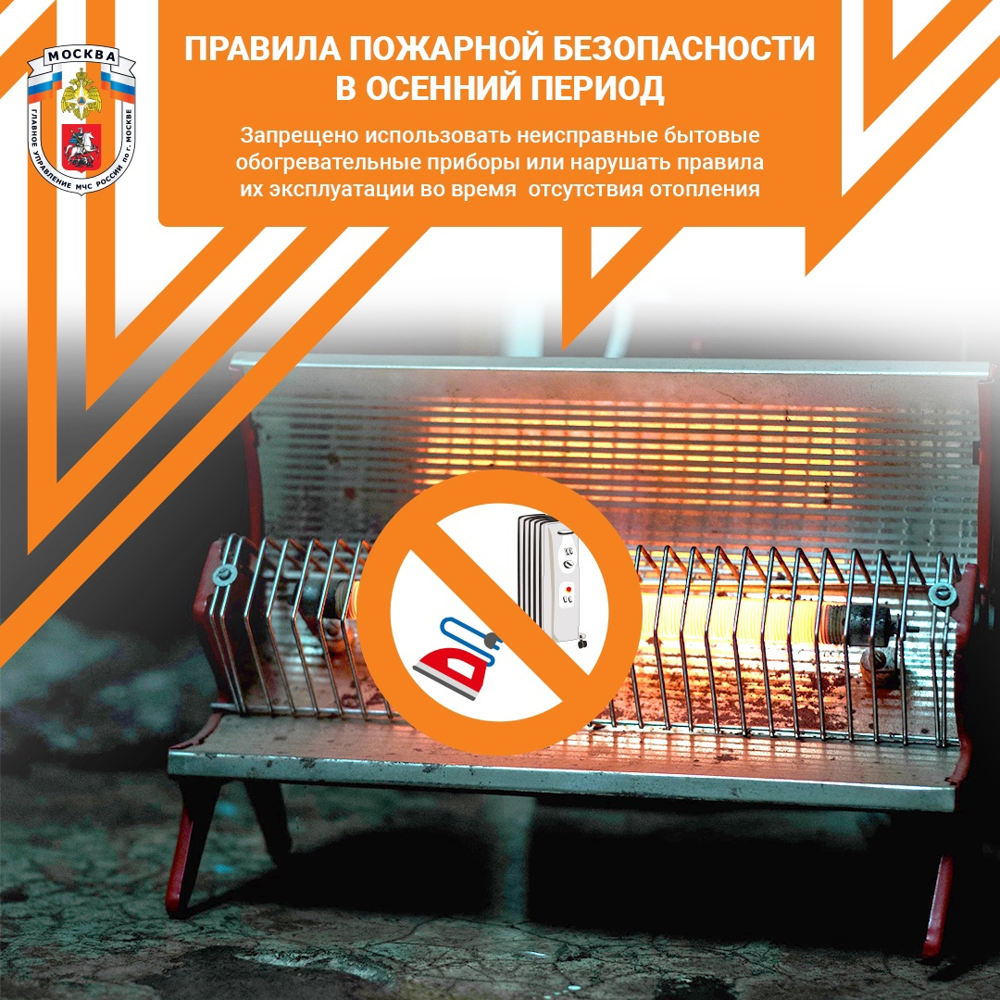 МОСКВА
ГЛАВНОЕ УПРАВЛЕНИЕ МЧС РОССИИ ПО Г. МОСКВЕ
ПРАВИЛА ПОЖАРНОЙ БЕЗОПАСНОСТИ
В ОСЕННИЙ ПЕРИОД
Запрещено использовать неисправные бытовые
обогревательные приборы или нарушать правила
их эксплуатации во время отсутствия отопления